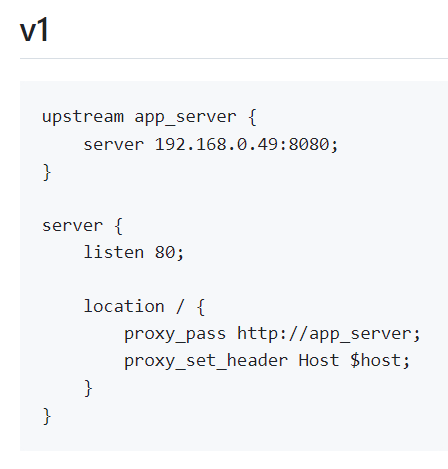 v1
upstream app_server {
    server 192.168.0.49:8080;
}
server {
    listen 80;
    location / {
        proxy_pass http://app_server;
        proxy_set_header Host $host;
    }
}